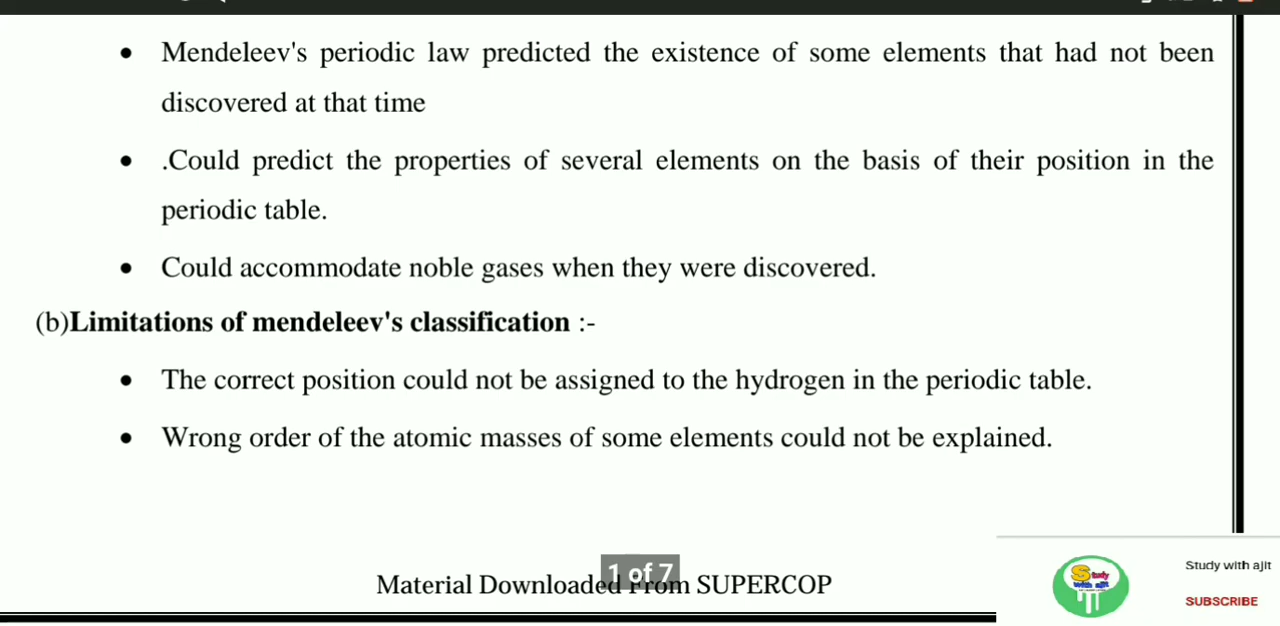 • Mendeleev's periodic law predicted the existence of some elements that had not been
discovered at that time
• .Could predict the properties of several elements on the basis of their position in the
periodic table.
• Could accommodate noble gases when they were discovered.
(b)Limitations of mendeleev's classification :-
• The correct position could not be assigned to the hydrogen in the periodic table.
• Wrong order of the atomic masses of some elements could not be explained.
1 of 7
Material Downloaded From SUPERCOP
Study with ajit
Study with ajit
SUBSCRIBE